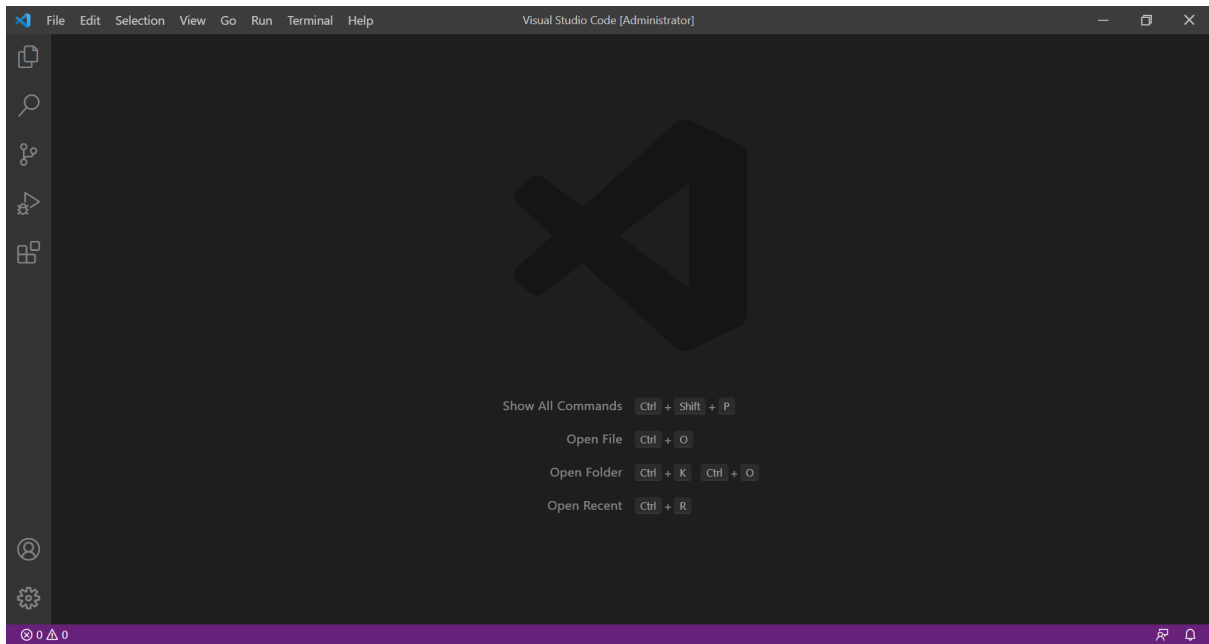 File Edit Selection View Go Run Terminal Help Visual Studio Code [Administrator]
Show All Commands Ctrl + Shift + P
Open File Ctrl + O
Open Folder Ctrl + K Ctrl + O
Open Recent Ctrl + R
0 0